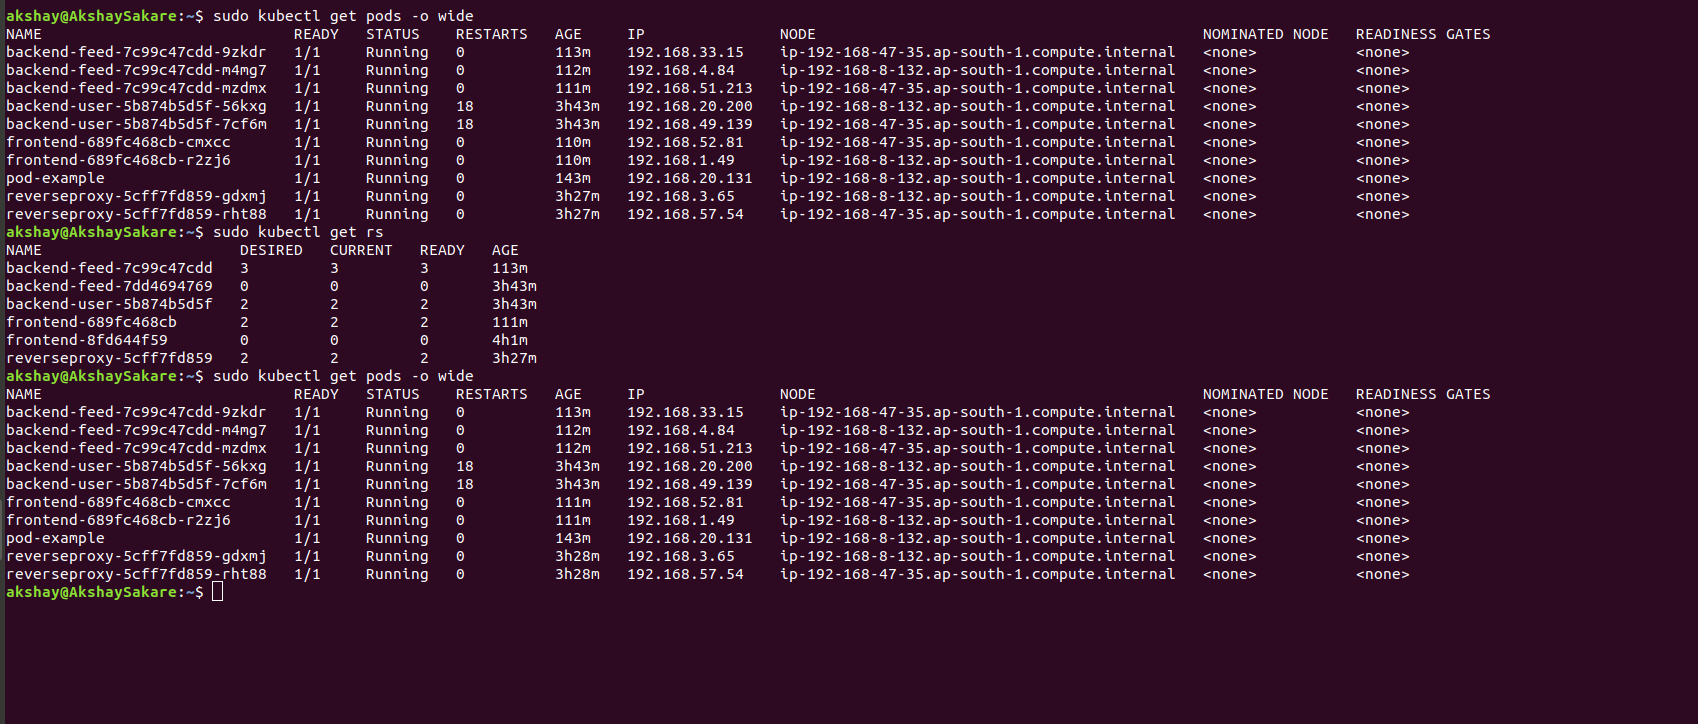 akshay@AkshaySakare:~$ sudo kubectl get pods -o wide
NAME                            READY   STATUS    RESTARTS   AGE     IP               NODE                                           NOMINATED NODE   READINESS GATES
backend-feed-7c99c47cdd-9zkdr   1/1     Running   0          113m    192.168.33.15    ip-192-168-47-35.ap-south-1.compute.internal   <none>           <none>
backend-feed-7c99c47cdd-m4mg7   1/1     Running   0          112m    192.168.4.84     ip-192-168-8-132.ap-south-1.compute.internal   <none>           <none>
backend-feed-7c99c47cdd-mzdmx   1/1     Running   0          111m    192.168.51.213   ip-192-168-47-35.ap-south-1.compute.internal   <none>           <none>
backend-user-5b874b5d5f-56kxg   1/1     Running   18         3h43m   192.168.20.200   ip-192-168-8-132.ap-south-1.compute.internal   <none>           <none>
backend-user-5b874b5d5f-7cf6m   1/1     Running   18         3h43m   192.168.49.139   ip-192-168-47-35.ap-south-1.compute.internal   <none>           <none>
frontend-689fc468cb-cmxcc       1/1     Running   0          110m    192.168.52.81    ip-192-168-47-35.ap-south-1.compute.internal   <none>           <none>
frontend-689fc468cb-r2zj6       1/1     Running   0          110m    192.168.1.49     ip-192-168-8-132.ap-south-1.compute.internal   <none>           <none>
pod-example                     1/1     Running   0          143m    192.168.20.131   ip-192-168-8-132.ap-south-1.compute.internal   <none>           <none>
reverseproxy-5cff7fd859-gdxmj   1/1     Running   0          3h27m   192.168.3.65     ip-192-168-8-132.ap-south-1.compute.internal   <none>           <none>
reverseproxy-5cff7fd859-rht88   1/1     Running   0          3h27m   192.168.57.54    ip-192-168-47-35.ap-south-1.compute.internal   <none>           <none>
akshay@AkshaySakare:~$ sudo kubectl get rs
NAME                      DESIRED   CURRENT   READY   AGE
backend-feed-7c99c47cdd   3         3         3       113m
backend-feed-7dd4694769   0         0         0       3h43m
backend-user-5b874b5d5f   2         2         2       3h43m
frontend-689fc468cb       2         2         2       111m
frontend-8fd644f59        0         0         0       4h1m
reverseproxy-5cff7fd859   2         2         2       3h27m
akshay@AkshaySakare:~$ sudo kubectl get pods -o wide
NAME                            READY   STATUS    RESTARTS   AGE     IP               NODE                                           NOMINATED NODE   READINESS GATES
backend-feed-7c99c47cdd-9zkdr   1/1     Running   0          113m    192.168.33.15    ip-192-168-47-35.ap-south-1.compute.internal   <none>           <none>
backend-feed-7c99c47cdd-m4mg7   1/1     Running   0          112m    192.168.4.84     ip-192-168-8-132.ap-south-1.compute.internal   <none>           <none>
backend-feed-7c99c47cdd-mzdmx   1/1     Running   0          112m    192.168.51.213   ip-192-168-47-35.ap-south-1.compute.internal   <none>           <none>
backend-user-5b874b5d5f-56kxg   1/1     Running   18         3h43m   192.168.20.200   ip-192-168-8-132.ap-south-1.compute.internal   <none>           <none>
backend-user-5b874b5d5f-7cf6m   1/1     Running   18         3h43m   192.168.49.139   ip-192-168-47-35.ap-south-1.compute.internal   <none>           <none>
frontend-689fc468cb-cmxcc       1/1     Running   0          111m    192.168.52.81    ip-192-168-47-35.ap-south-1.compute.internal   <none>           <none>
frontend-689fc468cb-r2zj6       1/1     Running   0          111m    192.168.1.49     ip-192-168-8-132.ap-south-1.compute.internal   <none>           <none>
pod-example                     1/1     Running   0          143m    192.168.20.131   ip-192-168-8-132.ap-south-1.compute.internal   <none>           <none>
reverseproxy-5cff7fd859-gdxmj   1/1     Running   0          3h28m   192.168.3.65     ip-192-168-8-132.ap-south-1.compute.internal   <none>           <none>
reverseproxy-5cff7fd859-rht88   1/1     Running   0          3h28m   192.168.57.54    ip-192-168-47-35.ap-south-1.compute.internal   <none>           <none>
akshay@AkshaySakare:~$